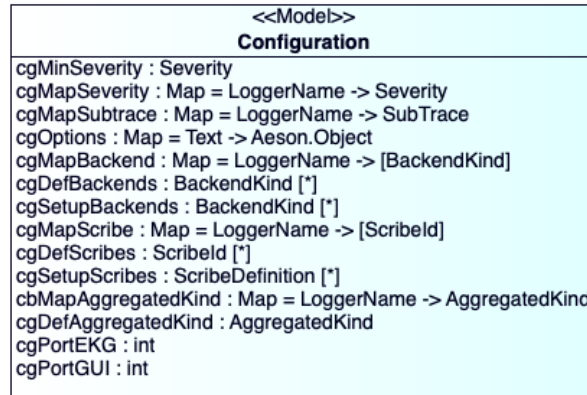 <<Model>>
Configuration
cgMinSeverity : Severity
cgMapSeverity : Map = LoggerName -> Severity
cgMapSubtrace : Map = LoggerName -> SubTrace
cgOptions : Map = Text -> Aeson.Object
cgMapBackend : Map = LoggerName -> [BackendKind]
cgDefBackends : BackendKind [*]
cgSetupBackends : BackendKind [*]
cgMapScribe : Map = LoggerName -> [ScribeId]
cgDefScribes : ScribeId [*]
cgSetupScribes : ScribeDefinition [*]
cbMapAggregatedKind : Map = LoggerName -> AggregatedKind
cgDefAggregatedKind : AggregatedKind
cgPortEKG : int
cgPortGUI : int